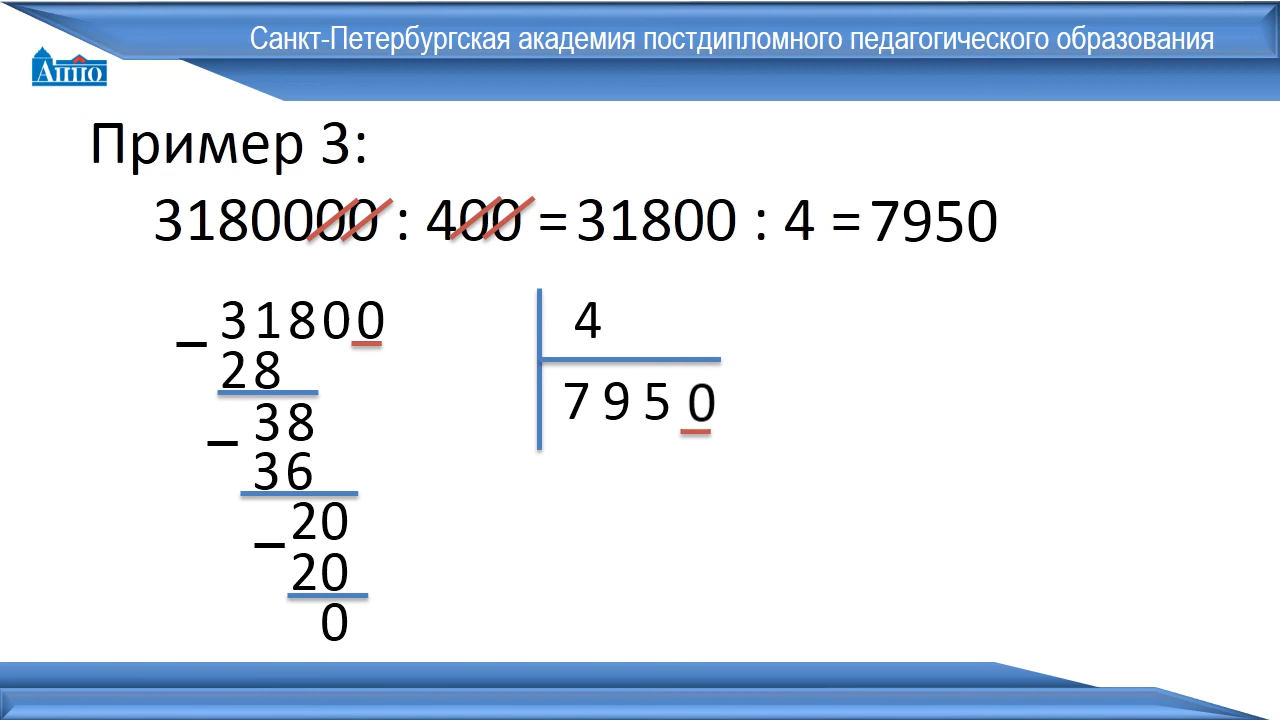 Санкт-Петербургская академия постдипломного педагогического образования
АППО
Пример 3:
3180000 : 400 = 31800 : 4 = 7950
31800 4
–
28 7950
38
–
36
20
–
20
0